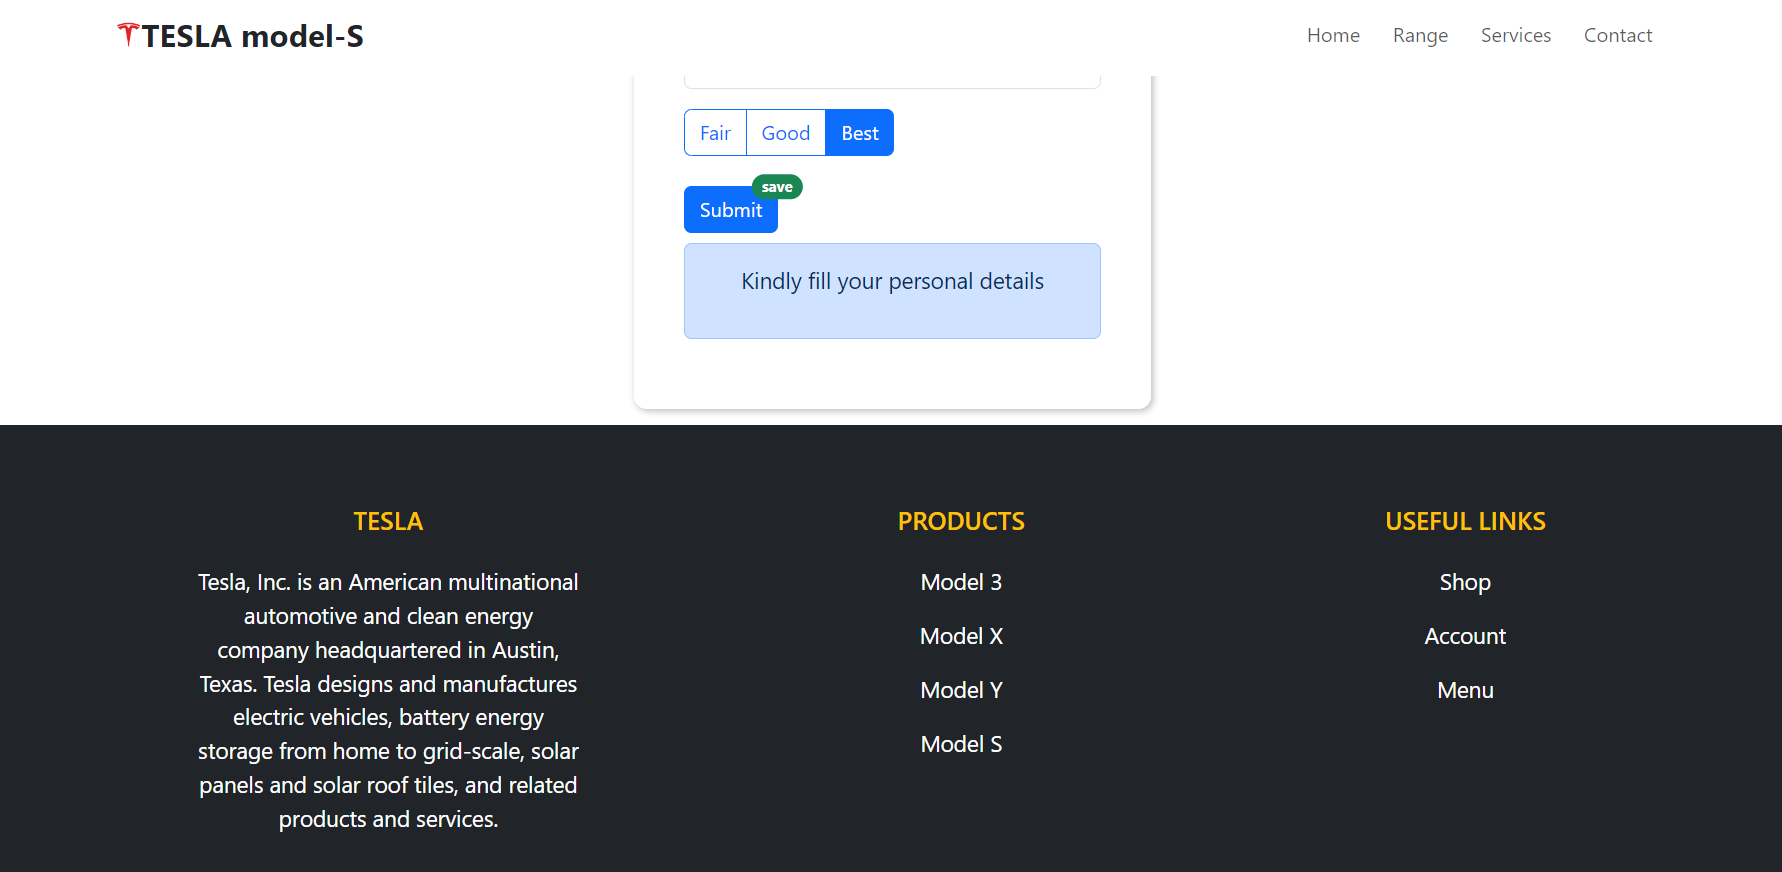 TESLA model-S
Home Range Services Contact
Fair Good Best
save
Submit
Kindly fill your personal details
TESLA
Tesla, Inc. is an American multinational
automotive and clean energy
company headquartered in Austin,
Texas. Tesla designs and manufactures
electric vehicles, battery energy
storage from home to grid-scale, solar
panels and solar roof tiles, and related
products and services.
PRODUCTS
Model 3
Model X
Model Y
Model S
USEFUL LINKS
Shop
Account
Menu